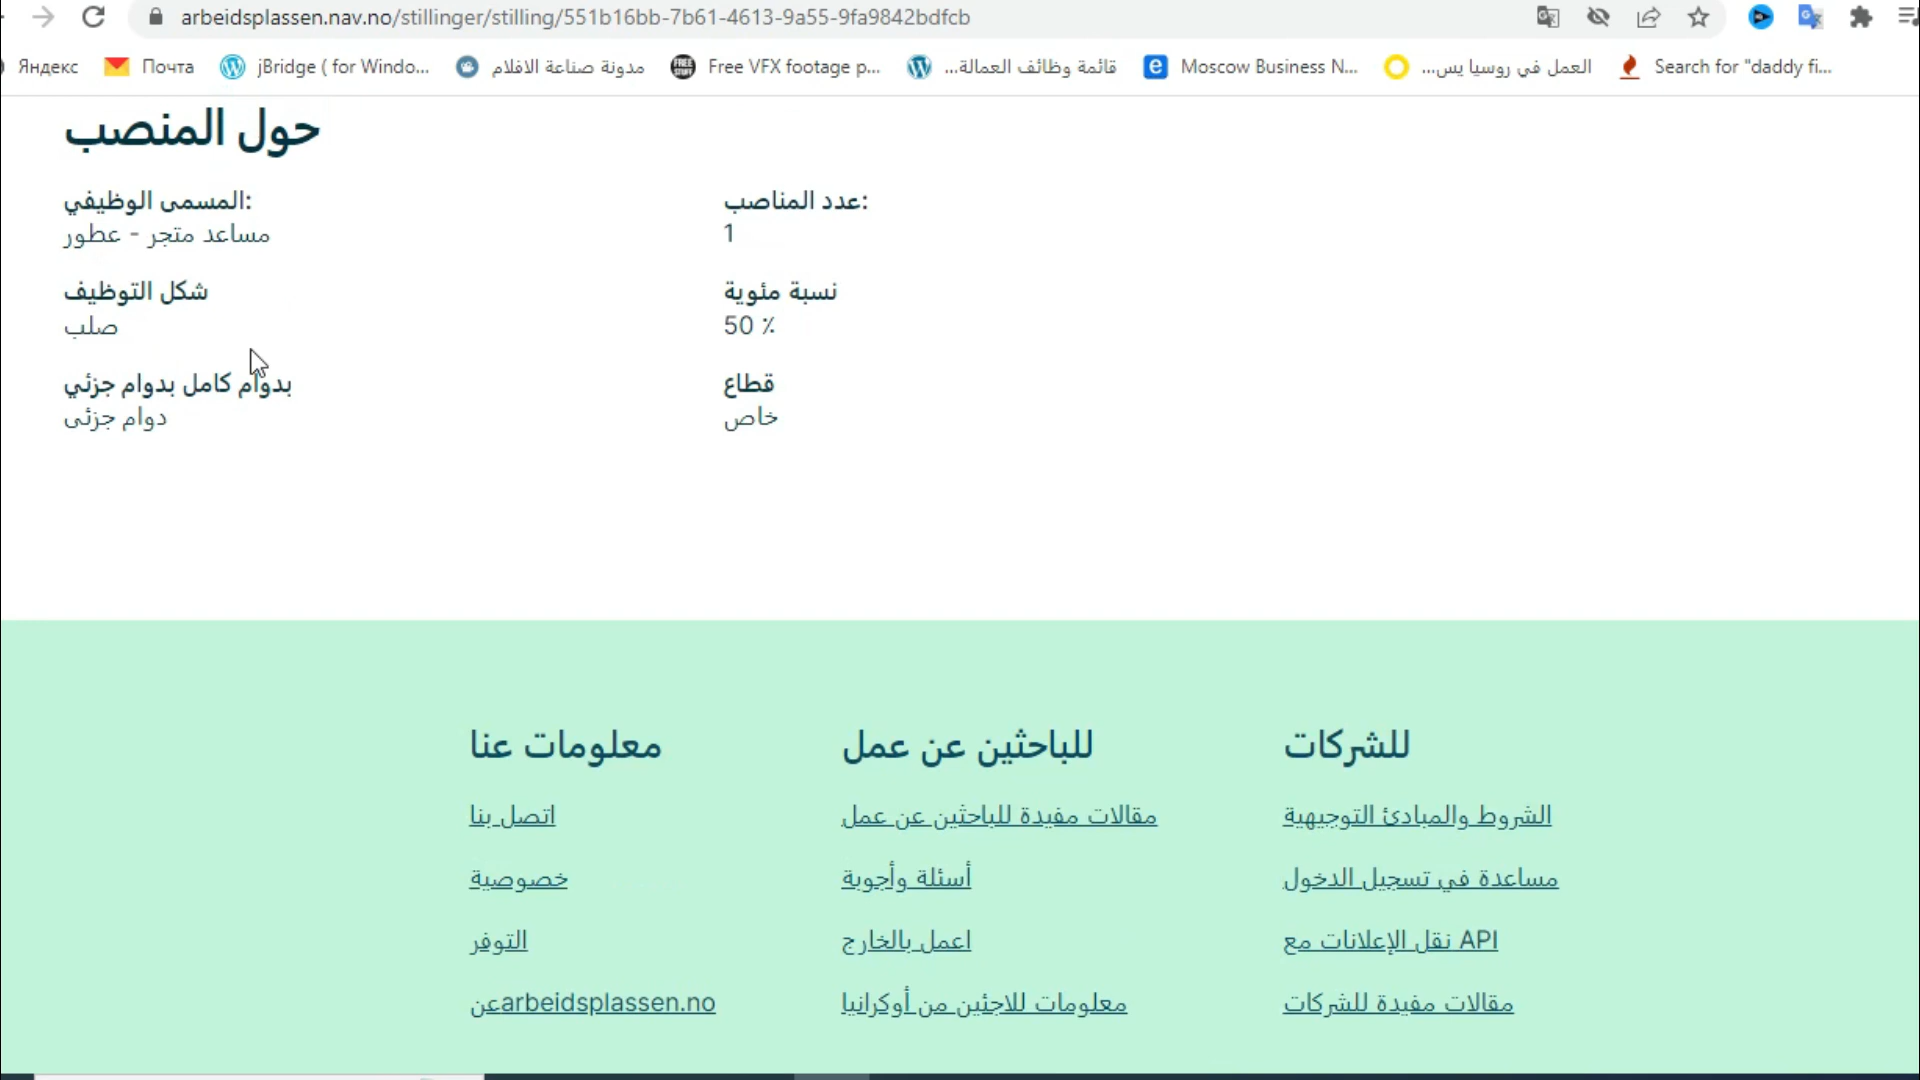 arbeidsplassen.nav.no/stillinger/stilling/551b16bb-7b61-4613-9a55-9fa9842bdfcb
Яндекс
Почта
jBridge ( for Windo...
مدونة صناعة الافلام
Free VFX footage p...
قائمة وظائف العمالة...
Moscow Business N...
العمل في روسيا يس...
Search for "daddy fi...
حول المنصب
المسمى الوظيفي:
مساعد متجر - عطور
عدد المناصب:
1
شكل التوظيف
صلب
نسبة مئوية
50 ٪
بدوام كامل بدوام جزئي
دوام جزئى
قطاع
خاص
معلومات عنا
اتصل بنا
خصوصية
التوفر
عنarbeidsplassen.no
للباحثين عن عمل
مقالات مفيدة للباحثين عن عمل
أسئلة وأجوبة
اعمل بالخارج
معلومات للاجئين من أوكرانيا
للشركات
الشروط والمبادئ التوجيهية
مساعدة في تسجيل الدخول
نقل الإعلانات مع API
مقالات مفيدة للشركات